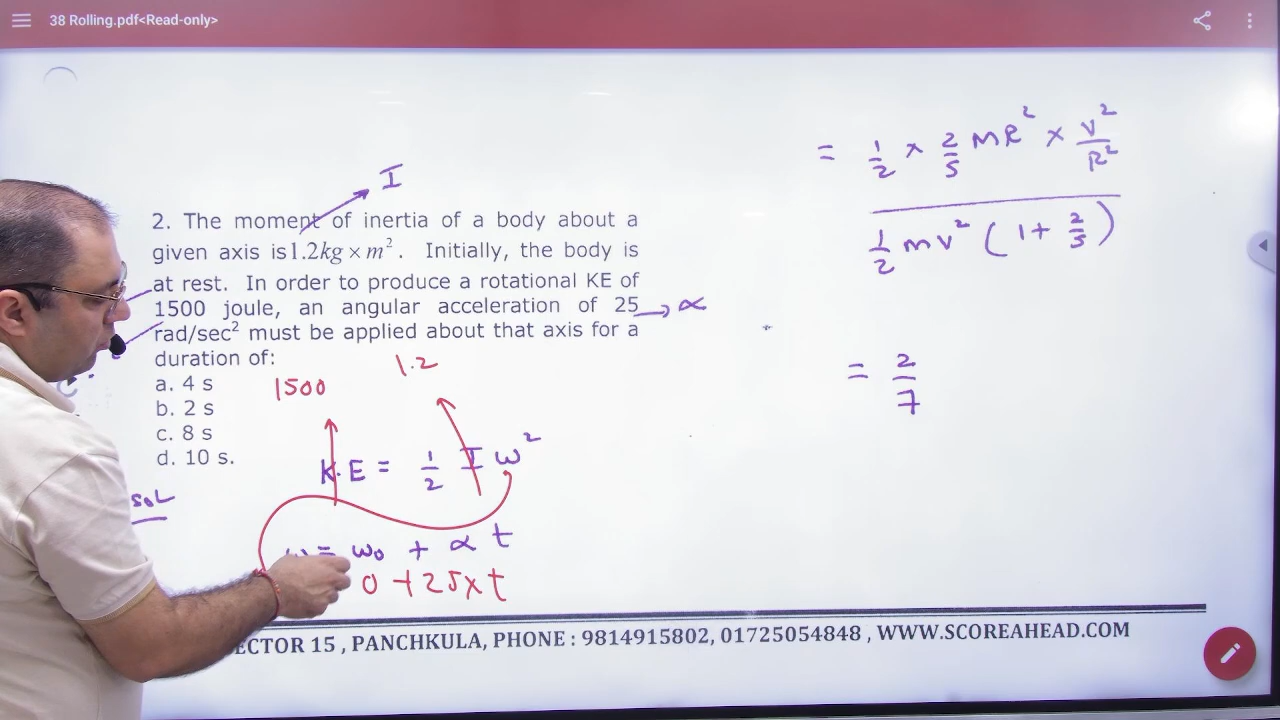 38 Rolling.pdf<Read-only>
I
2. The moment of inertia of a body about a
given axis is 1.2kg × m². Initially, the body is
at rest. In order to produce a rotational KE of
1500 joule, an angular acceleration of 25 → α
rad/sec² must be applied about that axis for a
duration of:
a. 4 s
b. 2 s
c. 8 s
d. 10 s.
1500
1.2
K.E = 1/2 I ω²
SOL
ω = ω₀ + α t
0 + 25 x t
= 1/2 × 2/5 MR² × V²/R²
1/2 mv² (1 + 2/5)
= 2/7
ECTOR 15 , PANCHKULA, PHONE : 9814915802, 01725054848 , WWW.SCOREAHEAD.COM